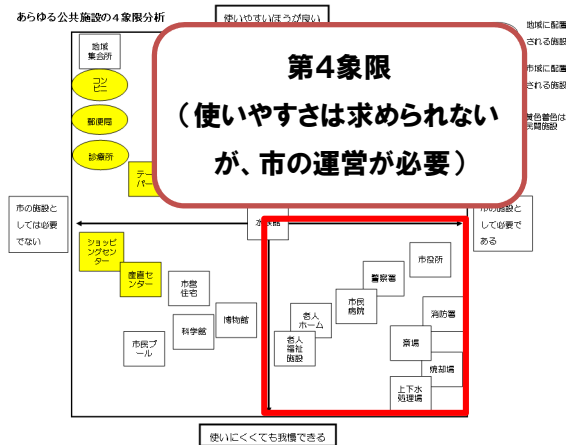 あらゆる公共施設の4象限分析
使いやすいほうが良い
地域に配置
される施設
市域に配置
される施設
黄色着色は
民間施設
第4象限
（使いやすさは求められない
が、市の運営が必要）
地域
集会所
コン
ビニ
郵便局
診療所
テー
パー
市の施設と
しては必要
でない
市の施設と
して必要で
ある
ショッピ
ングセン
ター
産直セ
ンター
市営
住宅
市民プ
ール
科学館
博物館
市役所
警察署
市民
病院
老人
ホーム
老人
福祉
施設
消防署
斎場
焼却場
上下水
処理場
使いにくくても我慢できる